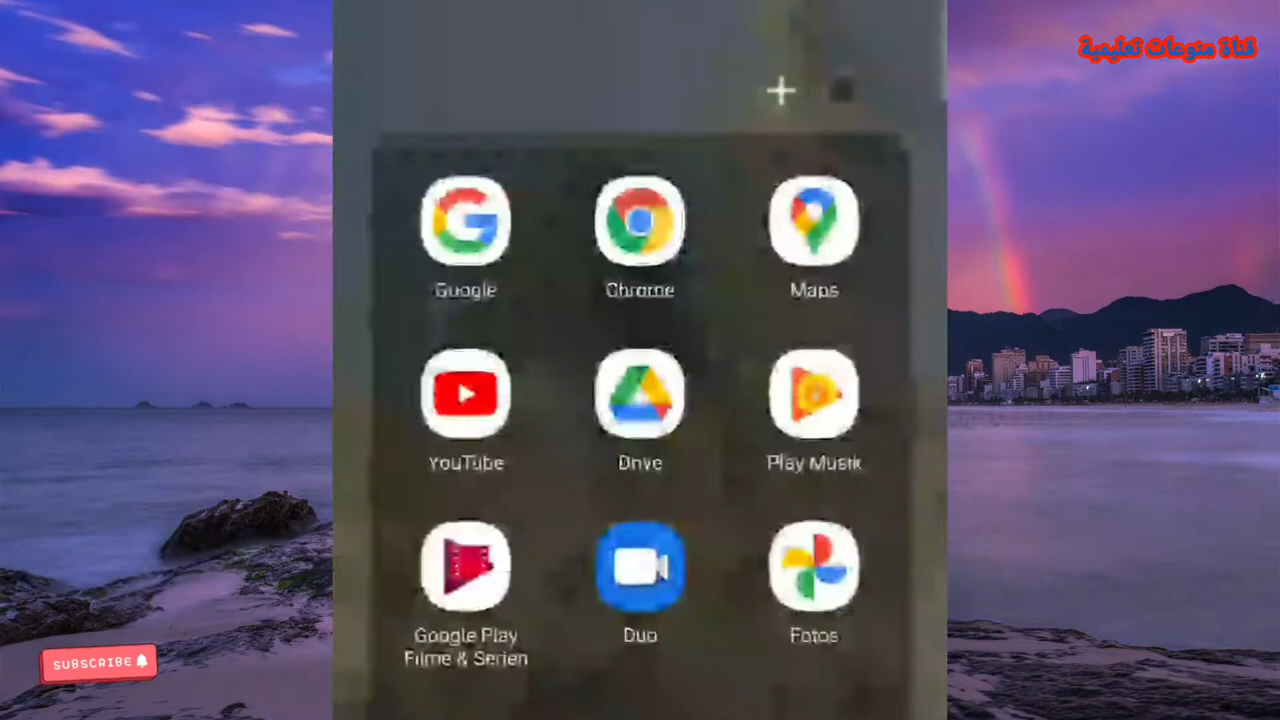 قناة منوعات تعليمية
Google
Chrome
Maps
YouTube
Drive
Play Musik
Google Play
Filme & Serien
Duo
Fotos
SUBSCRIBE